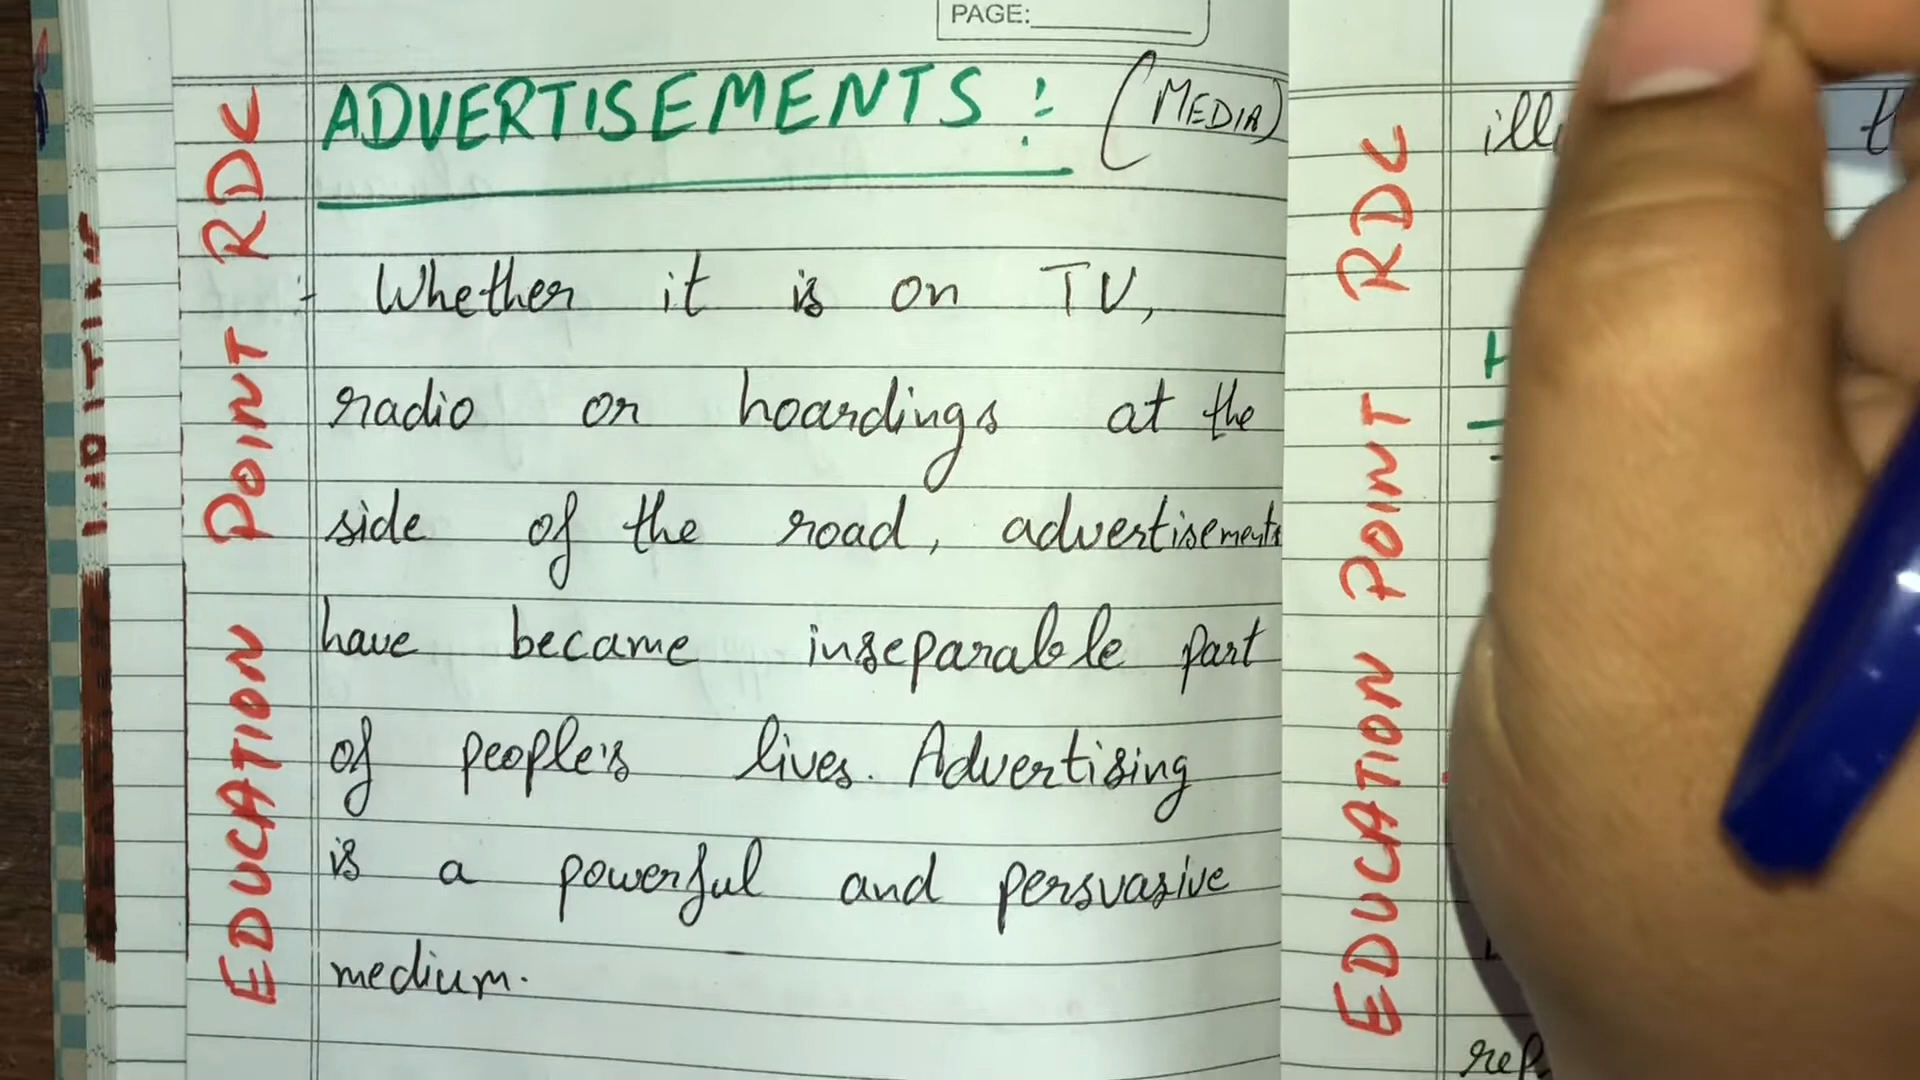 PAGE:
ADVERTISEMENTS :- (MEDIA)
:- Whether it is on TV,
radio or hoardings at the
side of the road, advertisements
have became inseparable part
of people's lives. Advertising
is a powerful and persuasive
medium.
EDUCATION POINT RDC
EDUCATION POINT RDC